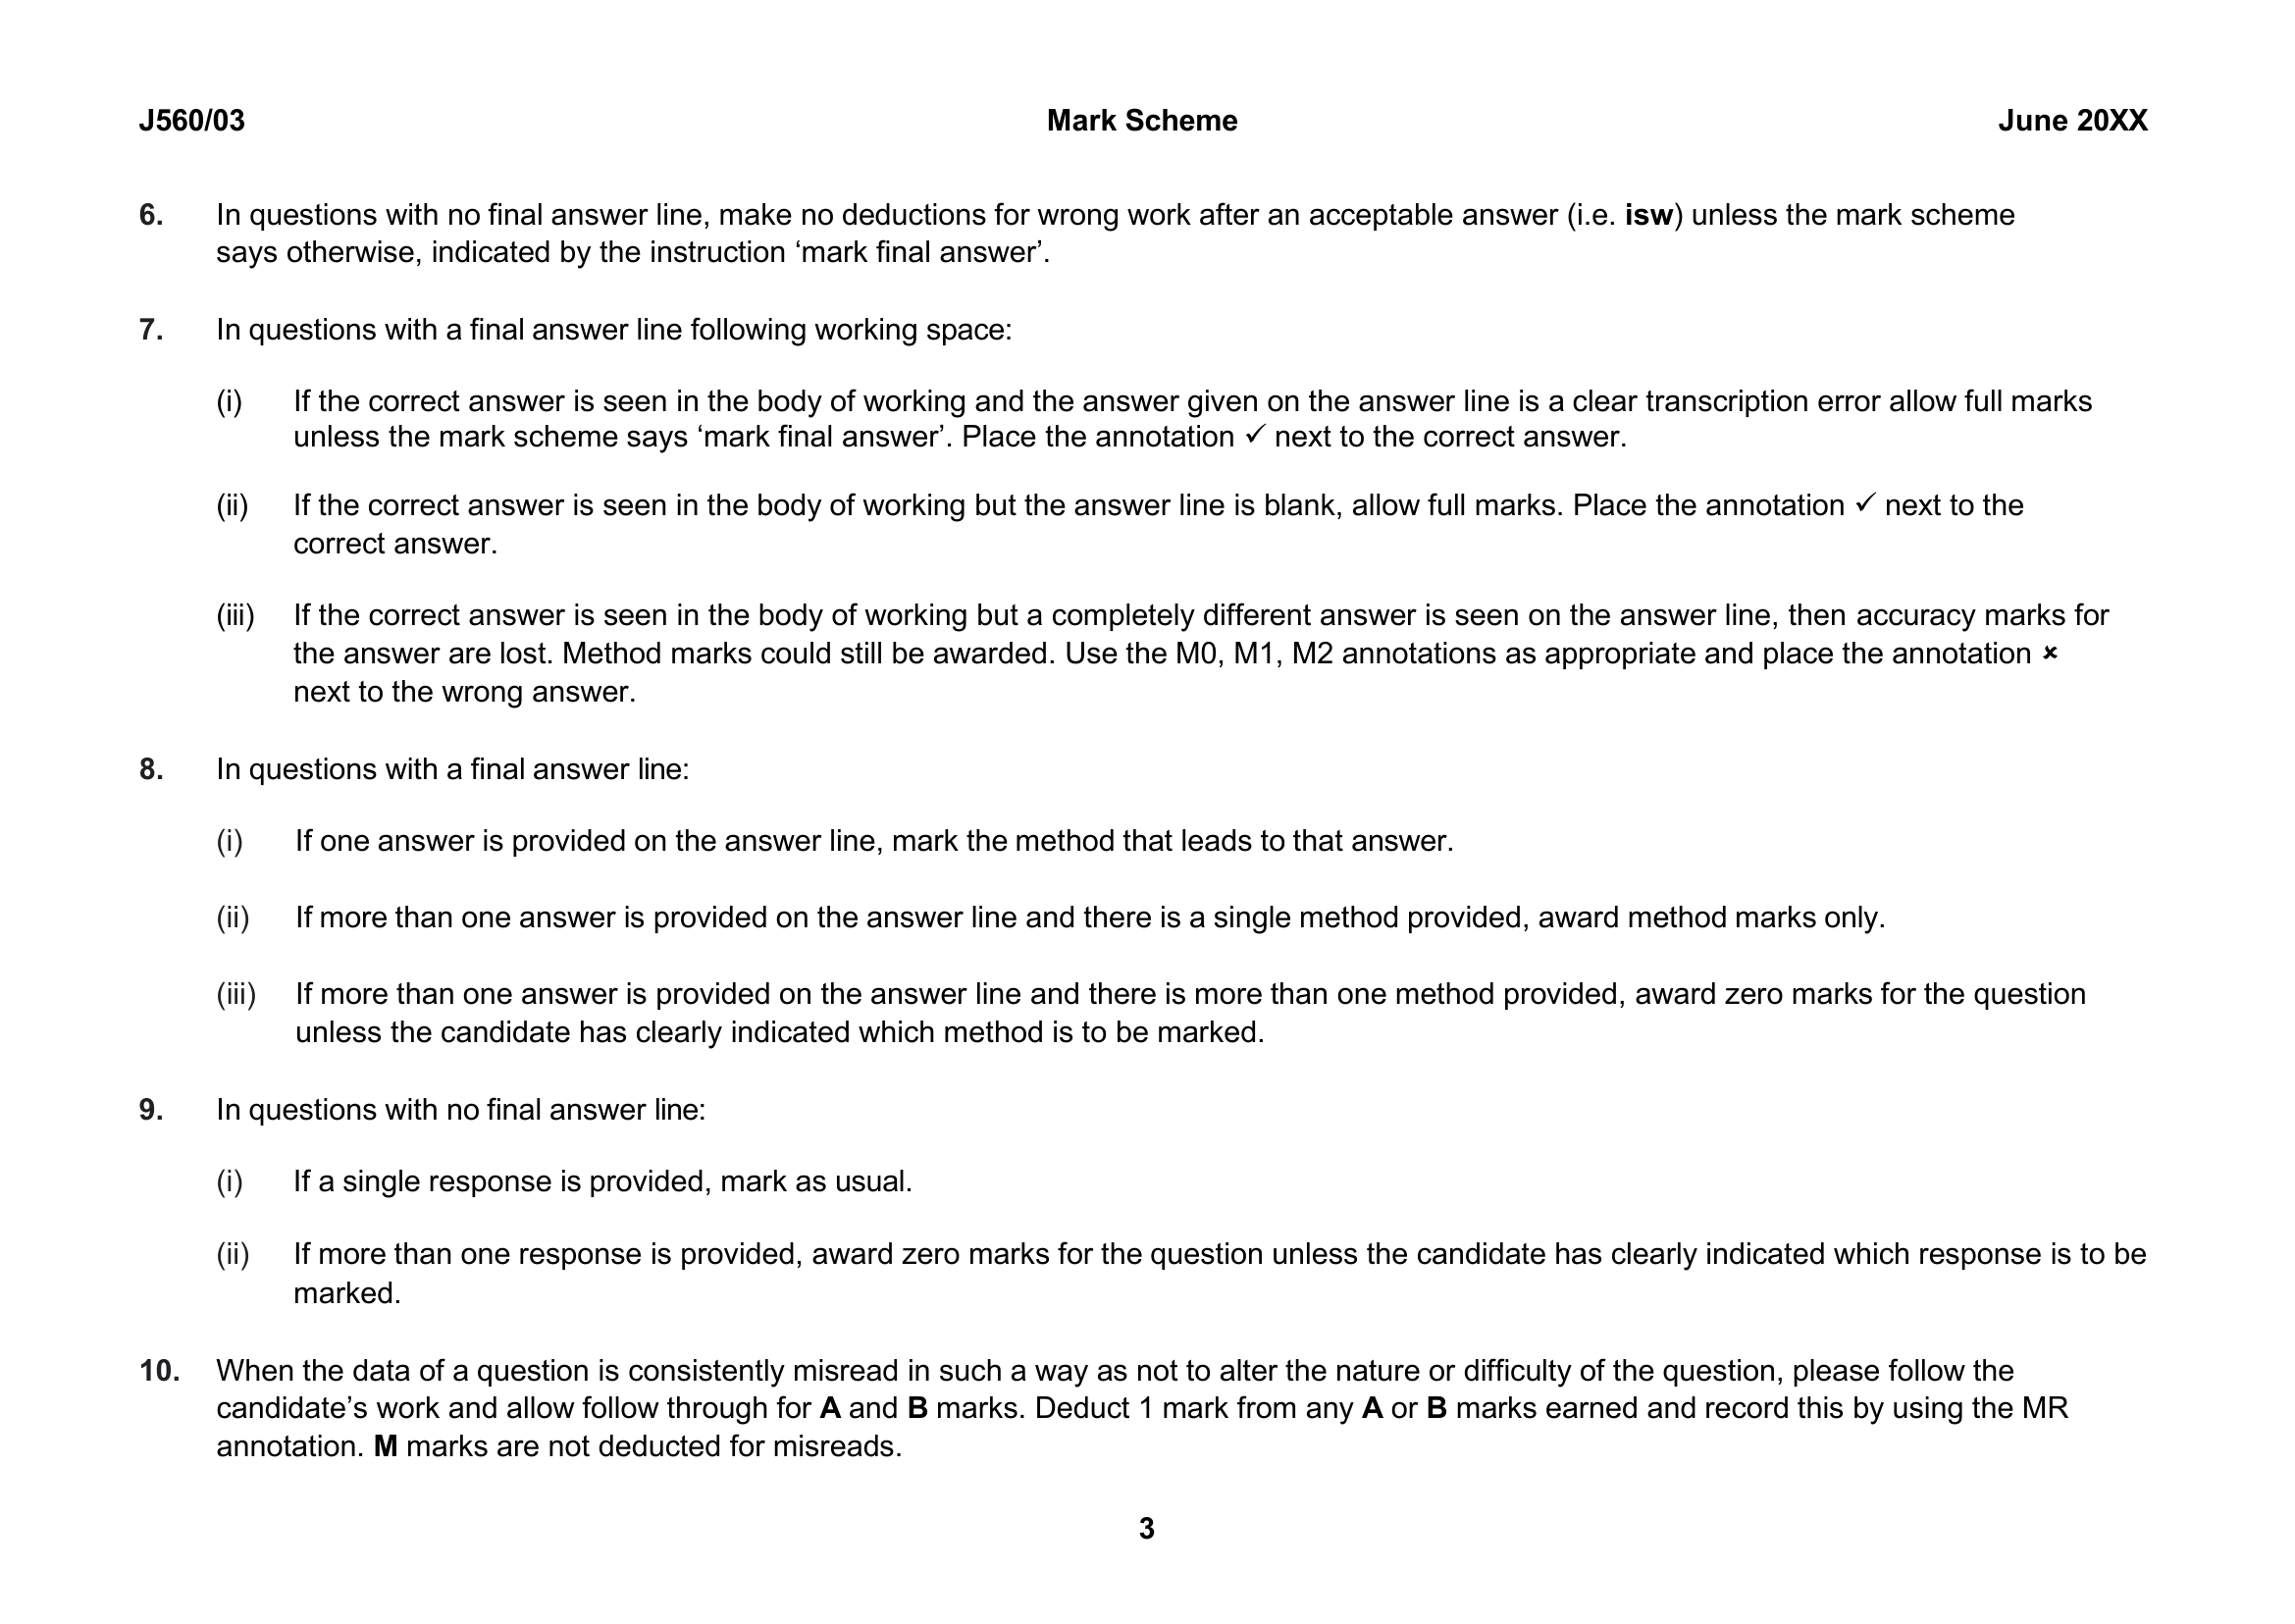 J560/03 Mark Scheme June 20XX
6. In questions with no final answer line, make no deductions for wrong work after an acceptable answer (i.e. isw) unless the mark scheme
says otherwise, indicated by the instruction ‘mark final answer’.
7. In questions with a final answer line following working space:
(i) If the correct answer is seen in the body of working and the answer given on the answer line is a clear transcription error allow full marks
unless the mark scheme says ‘mark final answer’. Place the annotation ✓ next to the correct answer.
(ii) If the correct answer is seen in the body of working but the answer line is blank, allow full marks. Place the annotation ✓ next to the
correct answer.
(iii) If the correct answer is seen in the body of working but a completely different answer is seen on the answer line, then accuracy marks for
the answer are lost. Method marks could still be awarded. Use the M0, M1, M2 annotations as appropriate and place the annotation ✗
next to the wrong answer.
8. In questions with a final answer line:
(i) If one answer is provided on the answer line, mark the method that leads to that answer.
(ii) If more than one answer is provided on the answer line and there is a single method provided, award method marks only.
(iii) If more than one answer is provided on the answer line and there is more than one method provided, award zero marks for the question
unless the candidate has clearly indicated which method is to be marked.
9. In questions with no final answer line:
(i) If a single response is provided, mark as usual.
(ii) If more than one response is provided, award zero marks for the question unless the candidate has clearly indicated which response is to be
marked.
10. When the data of a question is consistently misread in such a way as not to alter the nature or difficulty of the question, please follow the
candidate’s work and allow follow through for A and B marks. Deduct 1 mark from any A or B marks earned and record this by using the MR
annotation. M marks are not deducted for misreads.
3